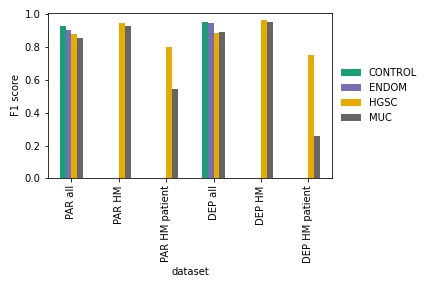 1.0
0.8
0.6
0.4
0.2
0.0
F1 score
PAR all
PAR HM
PAR HM patient
DEP all
DEP HM
DEP HM patient
dataset
CONTROL
ENDOM
HGSC
MUC